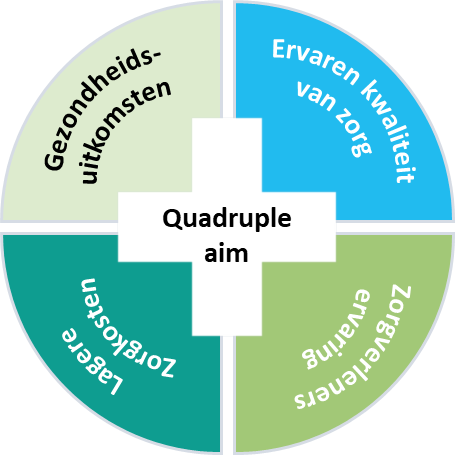 Gezondheids-
uitkomsten
Ervaren kwaliteit
van zorg
Quadruple
aim
Lagere
Zorgkosten
Zorgverleners
ervaring